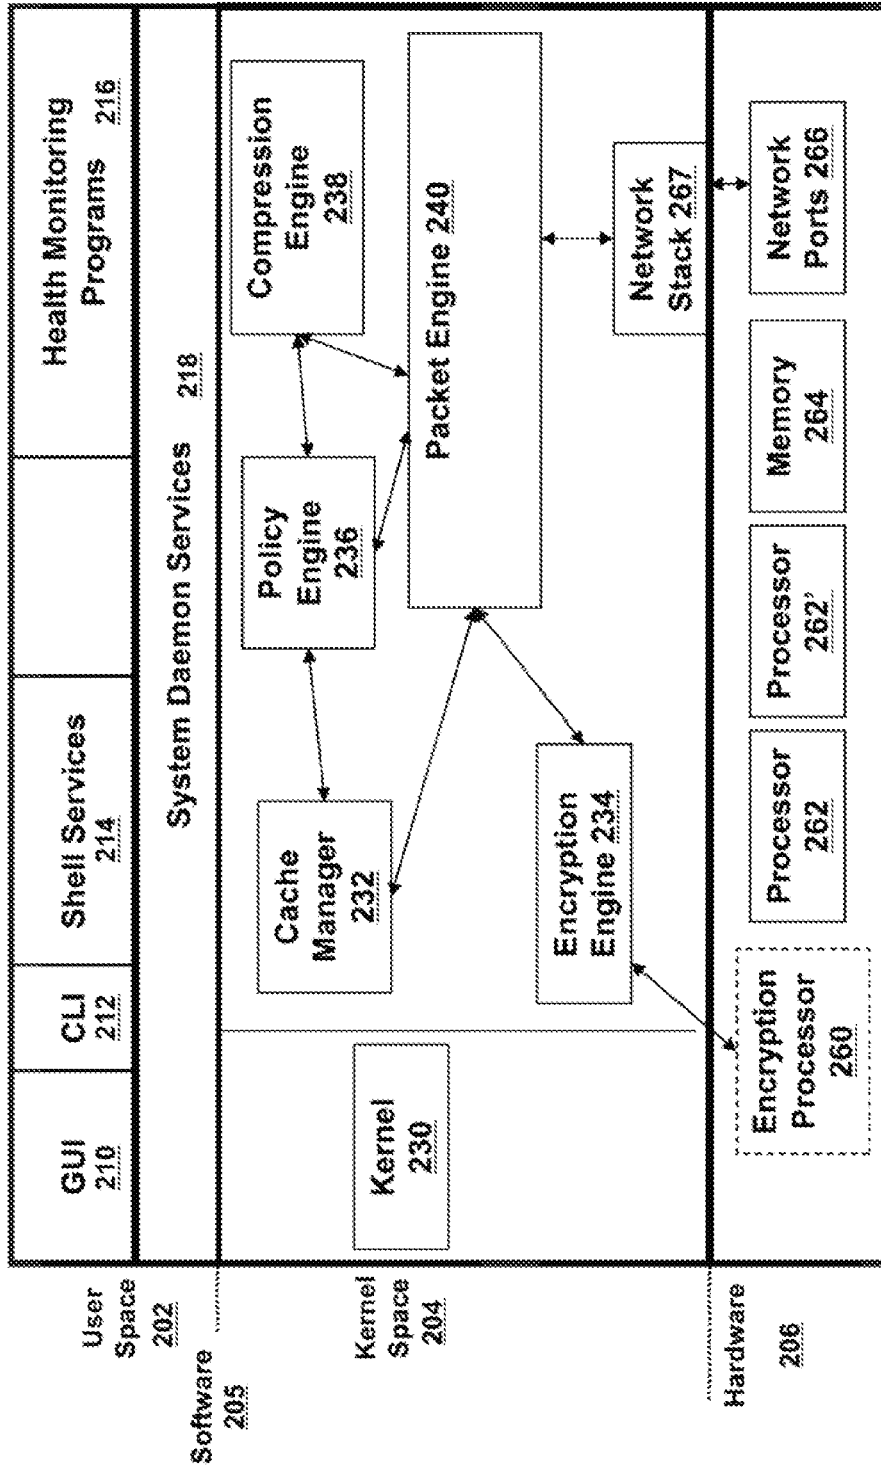 User
Space
202
Software
205
Kernel
Space
204
Hardware
206
GUI
210
CLI
212
Shell Services
214
Health Monitoring
Programs 216
System Daemon Services 218
Kernel
230
Cache
Manager
232
Policy
Engine
236
Compression
Engine
238
Packet Engine 240
Encryption
Engine 234
Network
Stack 267
Encryption
Processor
260
Processor
262
Processor
262'
Memory
264
Network
Ports 266